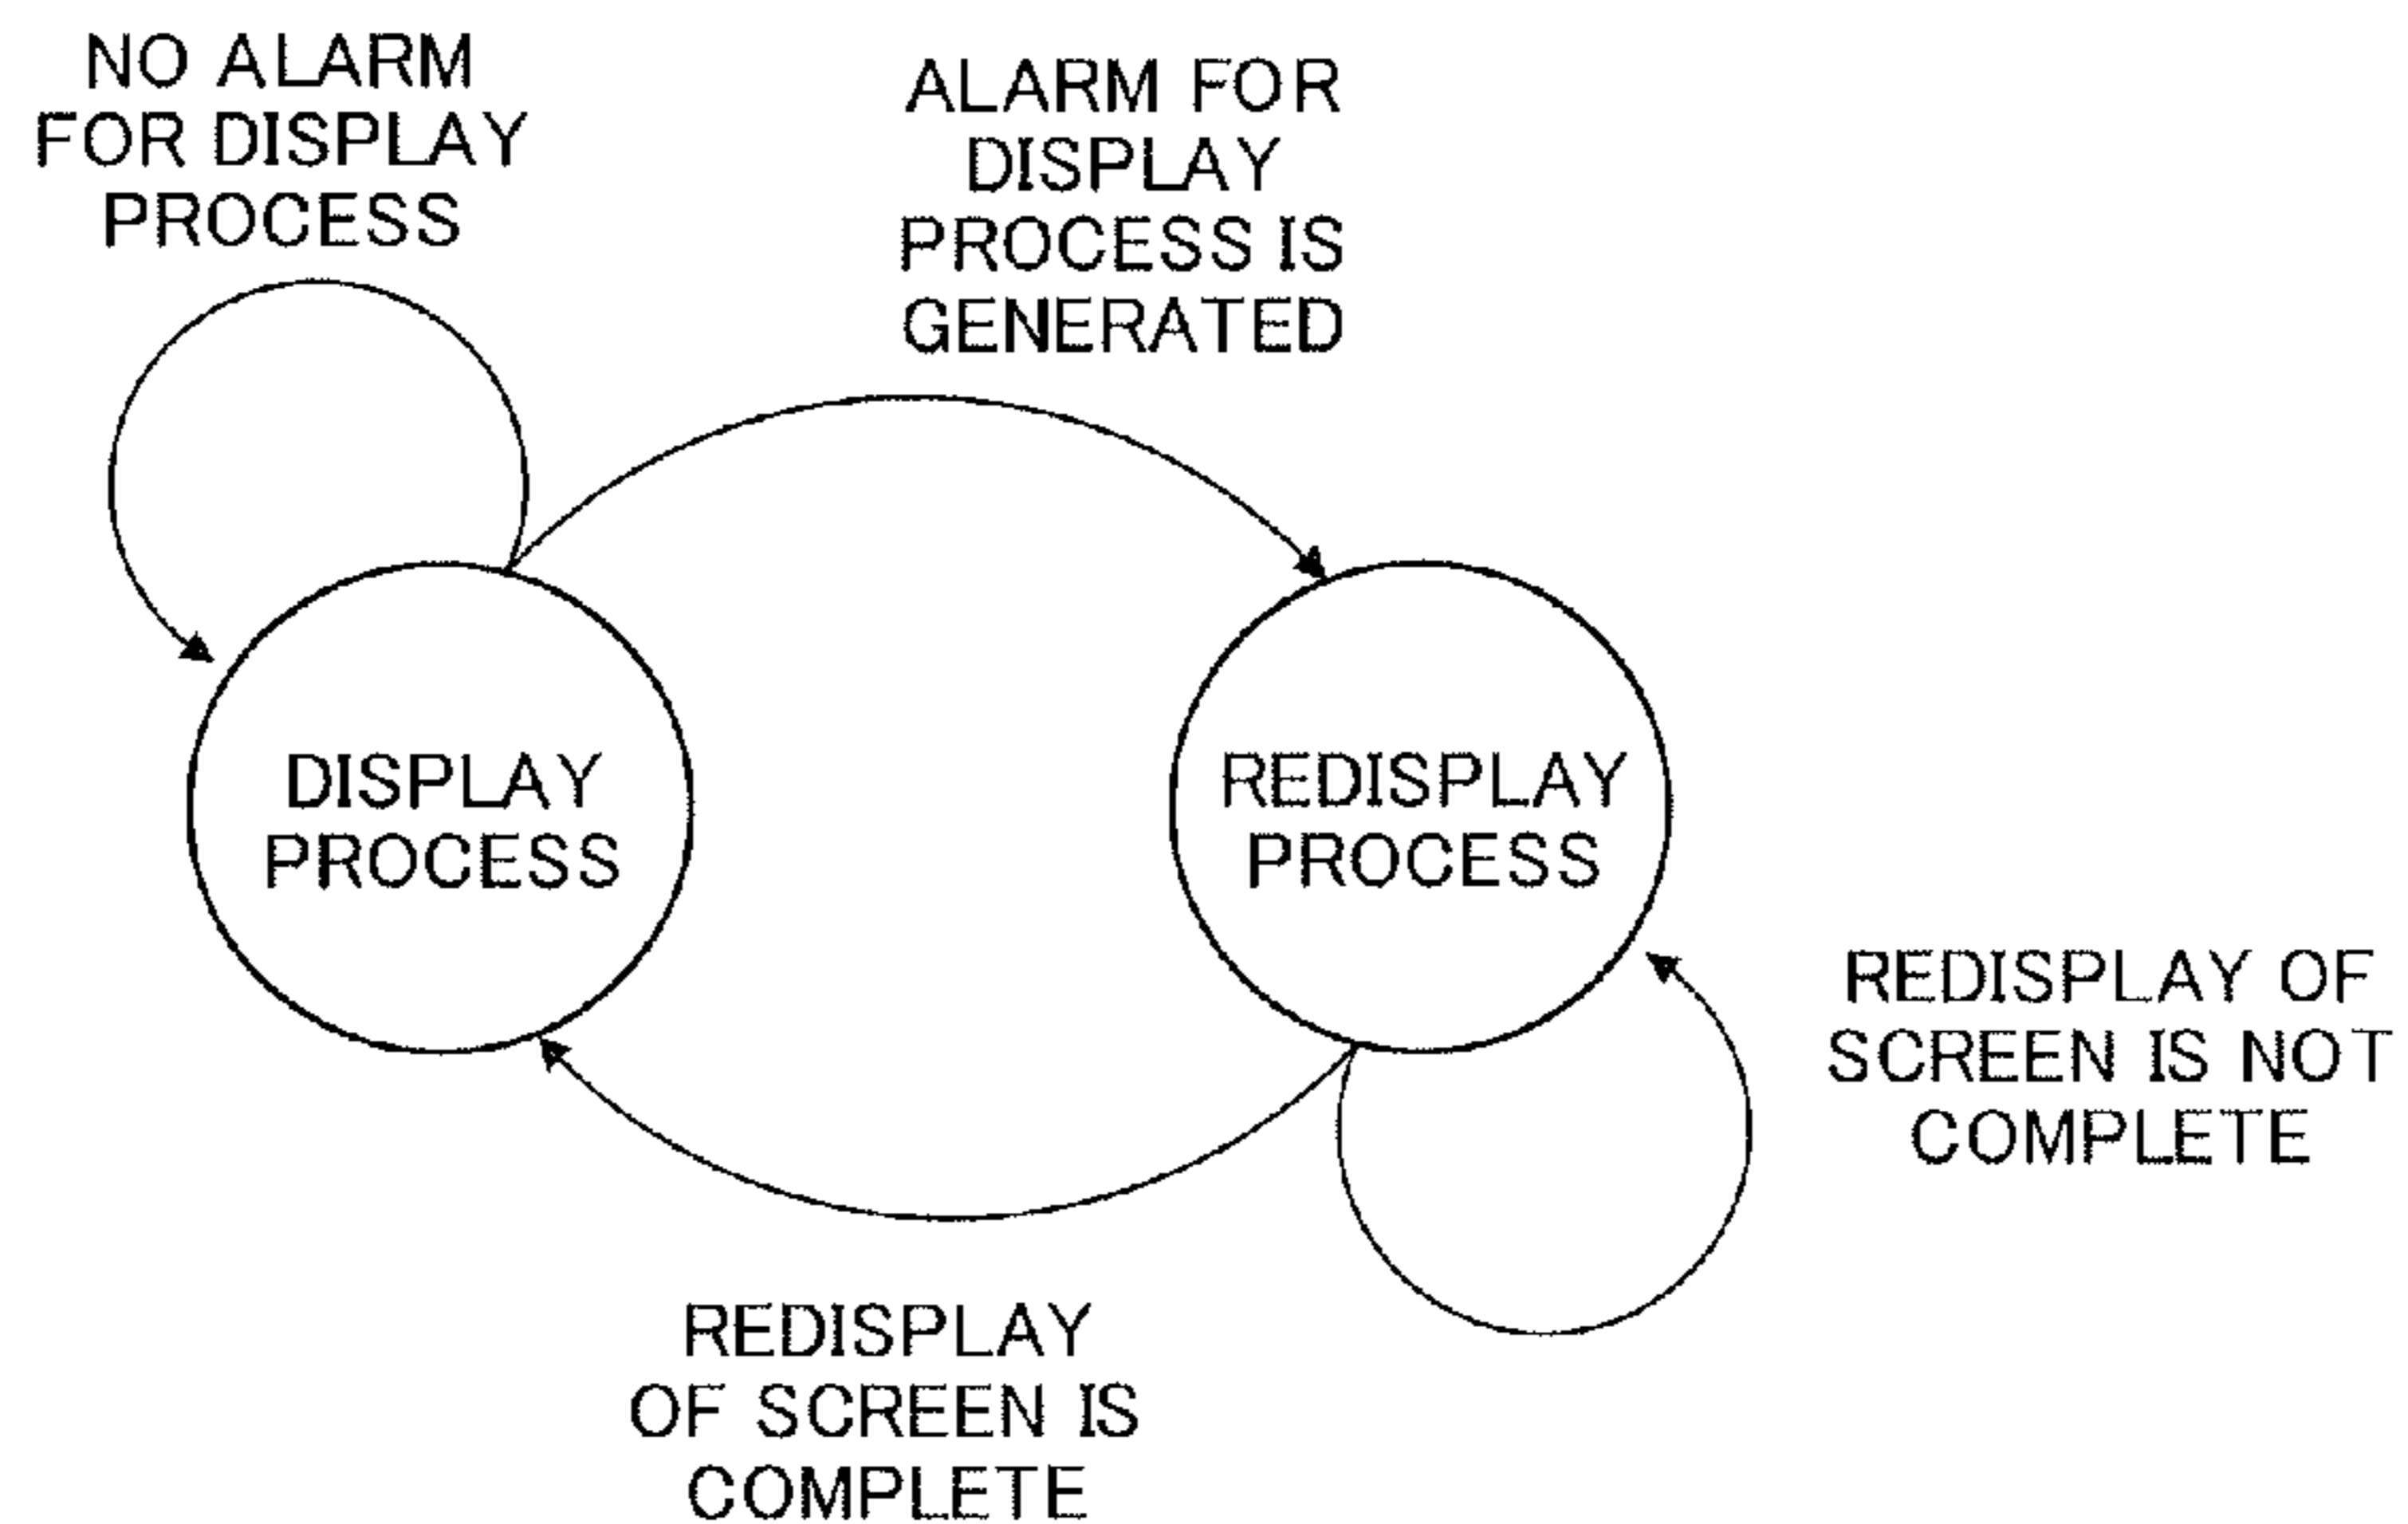 NO ALARM
FOR DISPLAY
PROCESS
ALARM FOR
DISPLAY
PROCESS IS
GENERATED
DISPLAY
PROCESS
REDISPLAY
PROCESS
REDISPLAY OF
SCREEN IS NOT
COMPLETE
REDISPLAY
OF SCREEN IS
COMPLETE